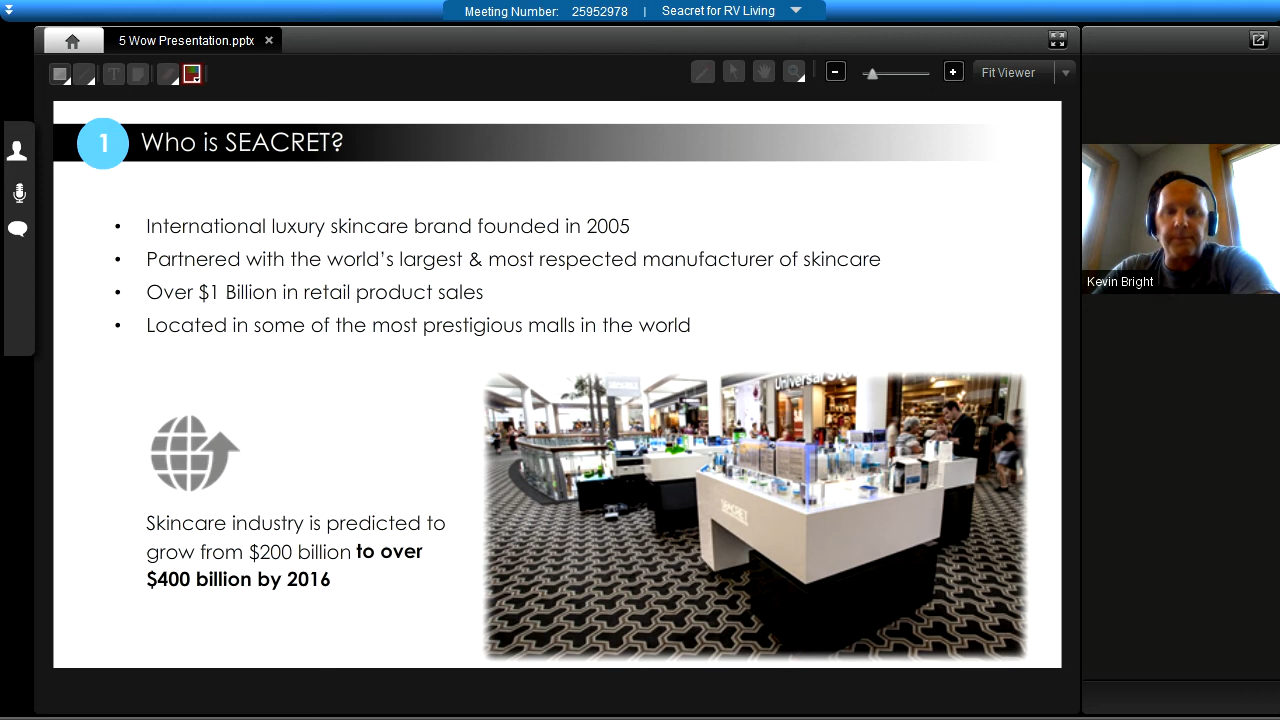 Meeting Number: 25952978 | Seacret for RV Living
5 Wow Presentation.pptx
T
Fit Viewer
1 Who is SEACRET?
• International luxury skincare brand founded in 2005
• Partnered with the world's largest & most respected manufacturer of skincare
• Over $1 Billion in retail product sales
• Located in some of the most prestigious malls in the world
Kevin Bright
Universal
SEACRET
Skincare industry is predicted to
grow from $200 billion to over
$400 billion by 2016